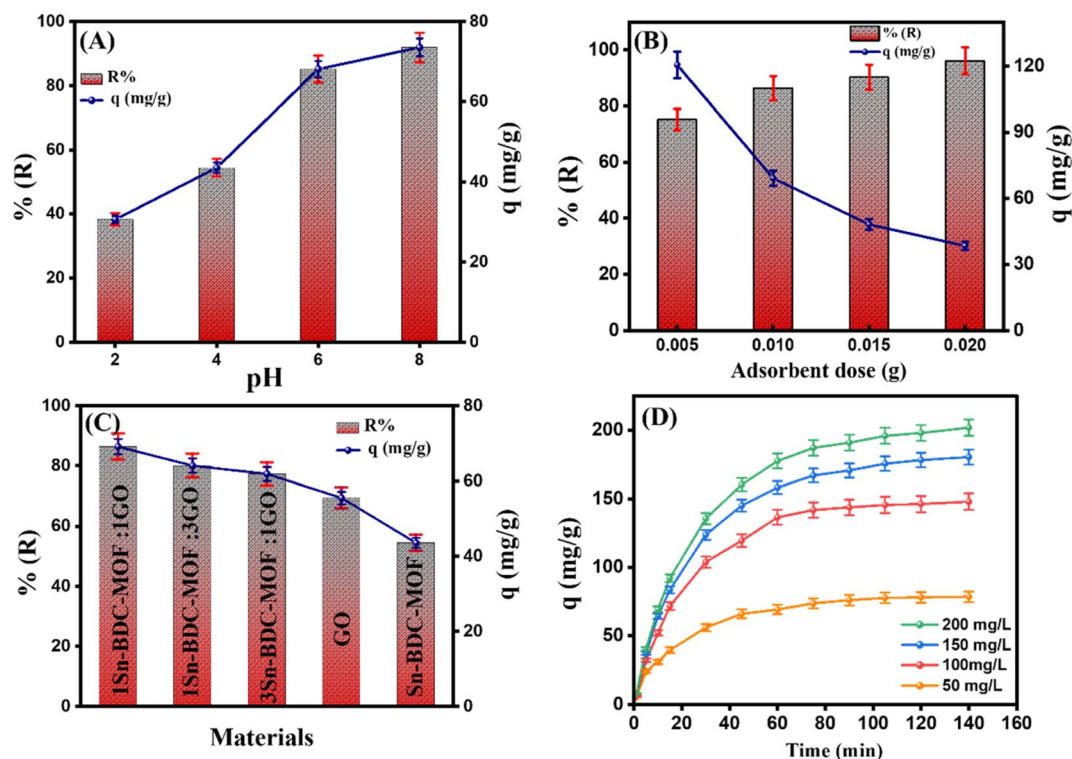 (A)
R%
q (mg/g)
% (R)
100
80
60
40
20
0
2
4
6
8
pH
80
60
40
20
0
q (mg/g)
(B)
% (R)
q (mg/g)
% (R)
100
80
60
40
20
0
0.005
0.010
0.015
0.020
Adsorbent dose (g)
120
90
60
30
0
q (mg/g)
(C)
R%
q (mg/g)
% (R)
100
80
60
40
20
0
1Sn-BDC-MOF :1GO
1Sn-BDC-MOF :3GO
3Sn-BDC-MOF :1GO
GO
Sn-BDC-MOF
Materials
80
60
40
20
0
q (mg/g)
(D)
q (mg/g)
200
150
100
50
0
200 mg/L
150 mg/L
100mg/L
50 mg/L
0
20
40
60
80
100
120
140
160
Time (min)